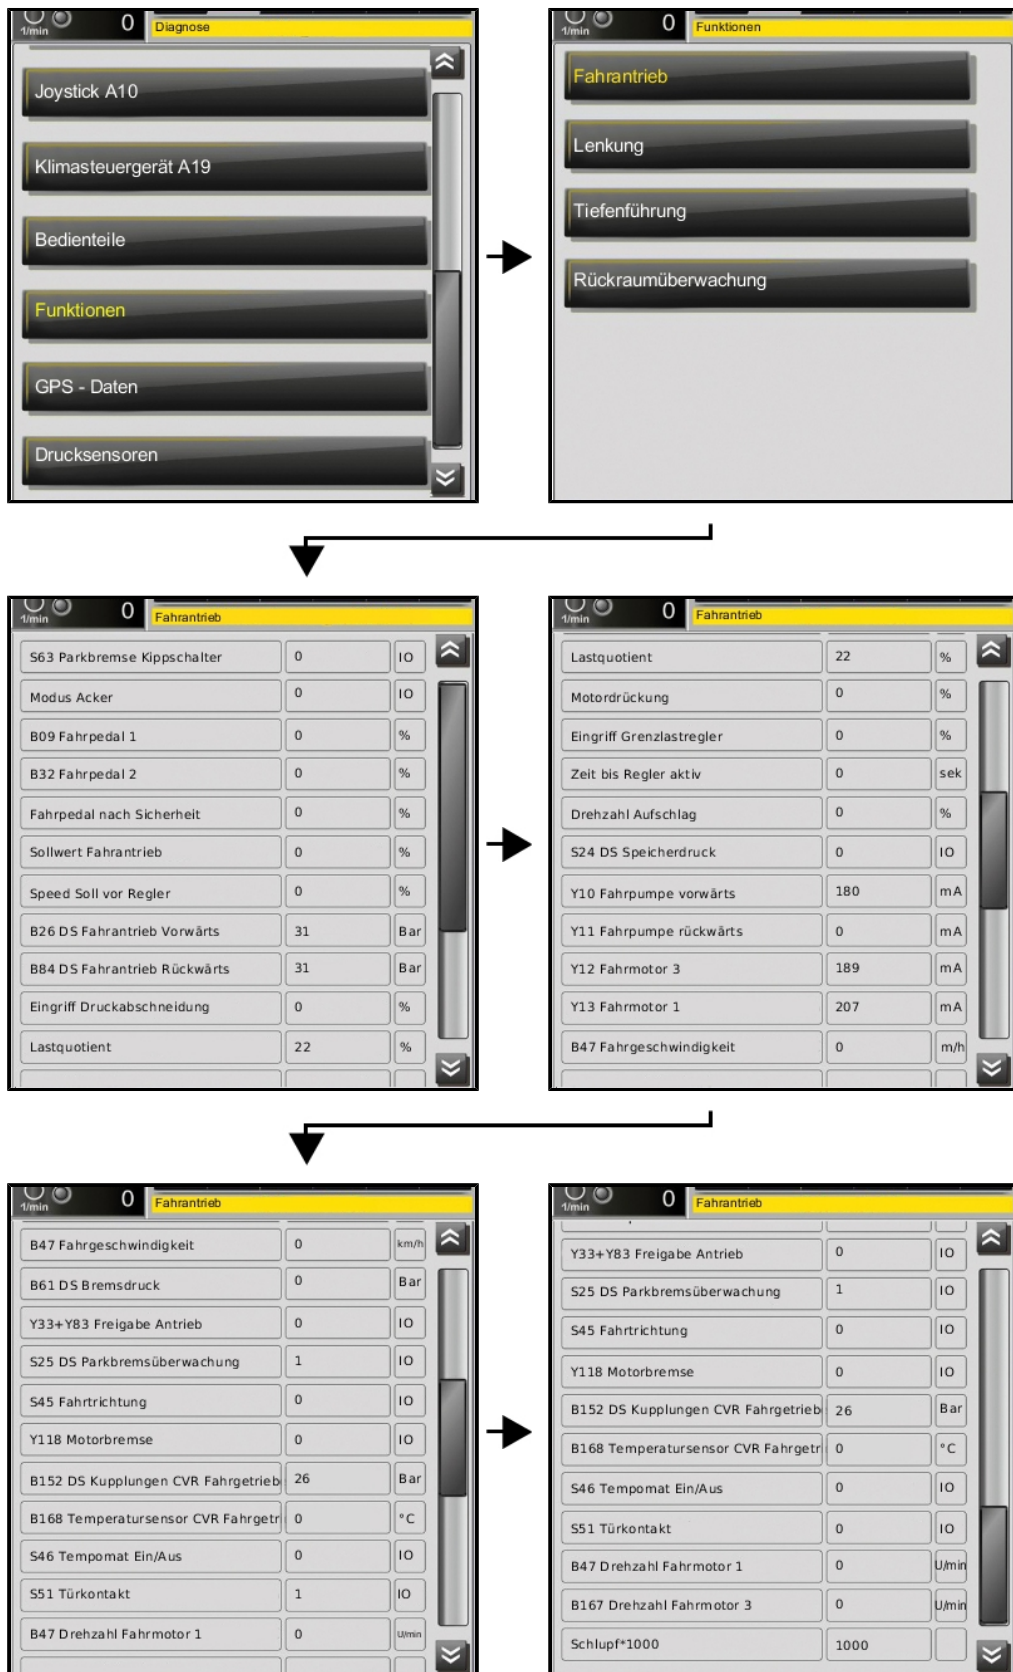 1/min 0 Diagnose
Joystick A10
Klimasteuergerät A19
Bedienteile
Funktionen
GPS - Daten
Drucksensoren
1/min 0 Funktionen
Fahrantrieb
Lenkung
Tiefenführung
Rückraumüberwachung
1/min 0 Fahrantrieb
S63 Parkbremse Kippschalter 0 IO
Modus Acker 0 IO
B09 Fahrpedal 1 0 %
B32 Fahrpedal 2 0 %
Fahrpedal nach Sicherheit 0 %
Sollwert Fahrantrieb 0 %
Speed Soll vor Regler 0 %
B26 DS Fahrantrieb Vorwärts 31 Bar
B84 DS Fahrantrieb Rückwärts 31 Bar
Eingriff Druckabschneidung 0 %
Lastquotient 22 %
1/min 0 Fahrantrieb
Lastquotient 22 %
Motordrückung 0 %
Eingriff Grenzlastregler 0 %
Zeit bis Regler aktiv 0 sek
Drehzahl Aufschlag 0 %
S24 DS Speicherdruck 0 IO
Y10 Fahrpumpe vorwärts 180 mA
Y11 Fahrpumpe rückwärts 0 mA
Y12 Fahrmotor 3 189 mA
Y13 Fahrmotor 1 207 mA
B47 Fahrgeschwindigkeit 0 m/h
1/min 0 Fahrantrieb
B47 Fahrgeschwindigkeit 0 km/h
B61 DS Bremsdruck 0 Bar
Y33+Y83 Freigabe Antrieb 0 IO
S25 DS Parkbremsüberwachung 1 IO
S45 Fahrtrichtung 0 IO
Y118 Motorbremse 0 IO
B152 DS Kupplungen CVR Fahrgetriebe 26 Bar
B168 Temperatursensor CVR Fahrgetri 0 °C
S46 Tempomat Ein/Aus 0 IO
S51 Türkontakt 1 IO
B47 Drehzahl Fahrmotor 1 0 U/min
1/min 0 Fahrantrieb
Y33+Y83 Freigabe Antrieb 0 IO
S25 DS Parkbremsüberwachung 1 IO
S45 Fahrtrichtung 0 IO
Y118 Motorbremse 0 IO
B152 DS Kupplungen CVR Fahrgetrieb 26 Bar
B168 Temperatursensor CVR Fahrgetr 0 °C
S46 Tempomat Ein/Aus 0 IO
S51 Türkontakt 0 IO
B47 Drehzahl Fahrmotor 1 0 U/min
B167 Drehzahl Fahrmotor 3 0 U/min
Schlupf*1000 1000